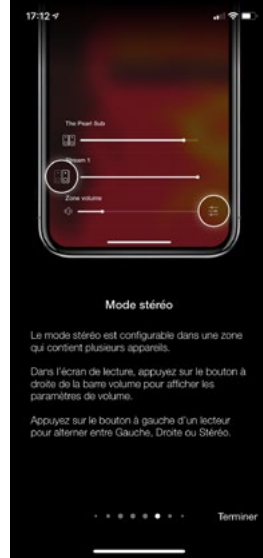 17:12
The Pearl Sub
Stream 1
Zone volume
Mode stéréo
Le mode stéréo est configurable dans une zone
qui contient plusieurs appareils.
Dans l'écran de lecture, appuyez sur le bouton à
droite de la barre volume pour afficher les
paramètres de volume.
Appuyez sur le bouton à gauche d'un lecteur
pour alterner entre Gauche, Droite ou Stéréo.
Terminer